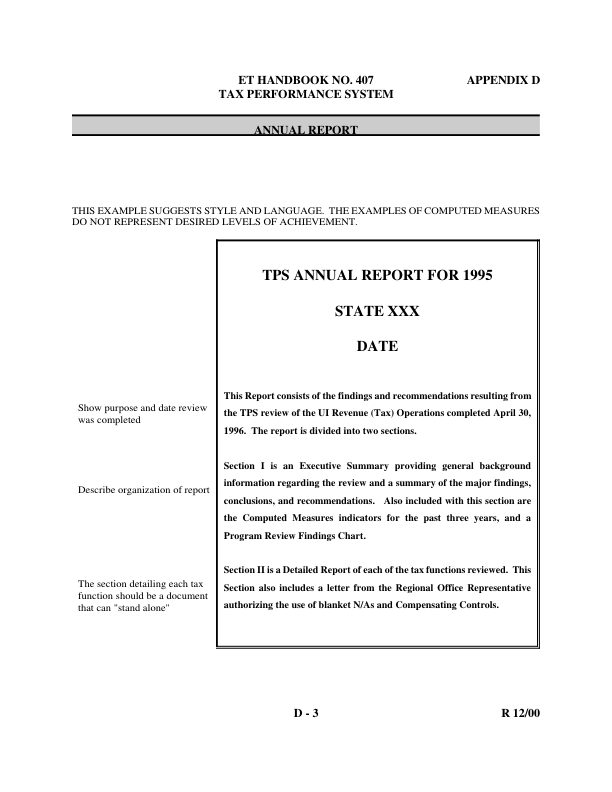 ET HANDBOOK NO. 407 APPENDIX D
TAX PERFORMANCE SYSTEM
ANNUAL REPORT
THIS EXAMPLE SUGGESTS STYLE AND LANGUAGE. THE EXAMPLES OF COMPUTED MEASURES
DO NOT REPRESENT DESIRED LEVELS OF ACHIEVEMENT.
TPS ANNUAL REPORT FOR 1995
STATE XXX
DATE
Show purpose and date review
was completed
This Report consists of the findings and recommendations resulting from
the TPS review of the UI Revenue (Tax) Operations completed April 30,
1996. The report is divided into two sections.
Describe organization of report
Section I is an Executive Summary providing general background
information regarding the review and a summary of the major findings,
conclusions, and recommendations. Also included with this section are
the Computed Measures indicators for the past three years, and a
Program Review Findings Chart.
The section detailing each tax
function should be a document
that can "stand alone"
Section II is a Detailed Report of each of the tax functions reviewed. This
Section also includes a letter from the Regional Office Representative
authorizing the use of blanket N/As and Compensating Controls.
D - 3 R 12/00